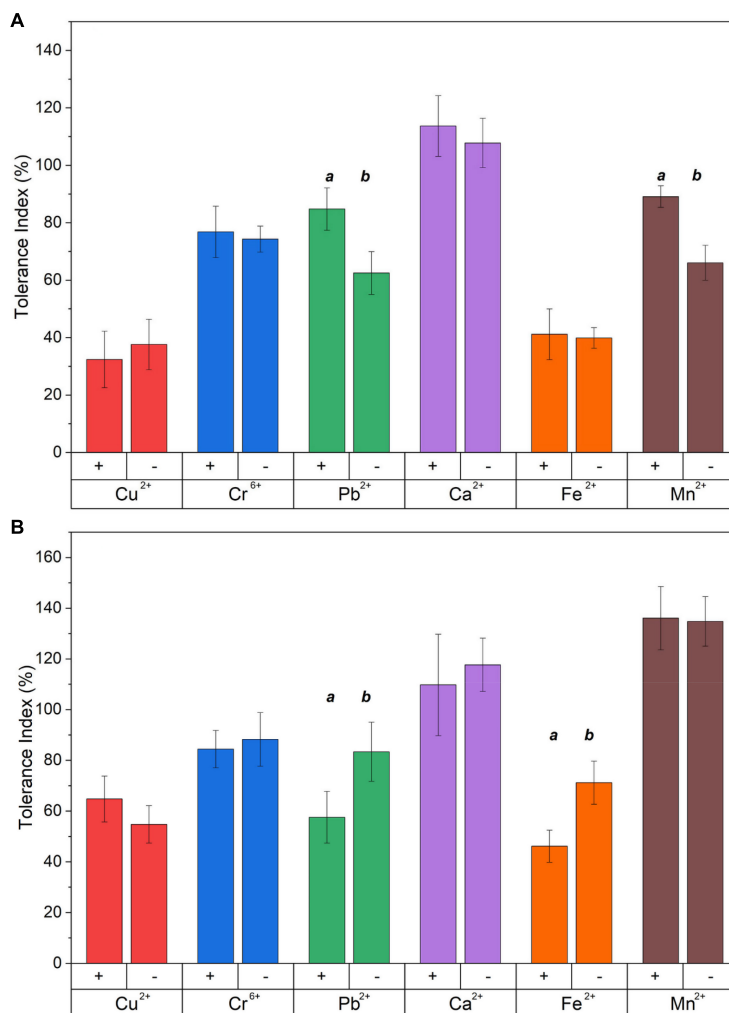 A
140
120
100
80
60
40
20
0
Tolerance Index (%)
a b a b
+ - + - + - + - + - + -
Cu2+ Cr6+ Pb2+ Ca2+ Fe2+ Mn2+
B
160
140
120
100
80
60
40
20
0
Tolerance Index (%)
a b a b
+ - + - + - + - + - + -
Cu2+ Cr6+ Pb2+ Ca2+ Fe2+ Mn2+